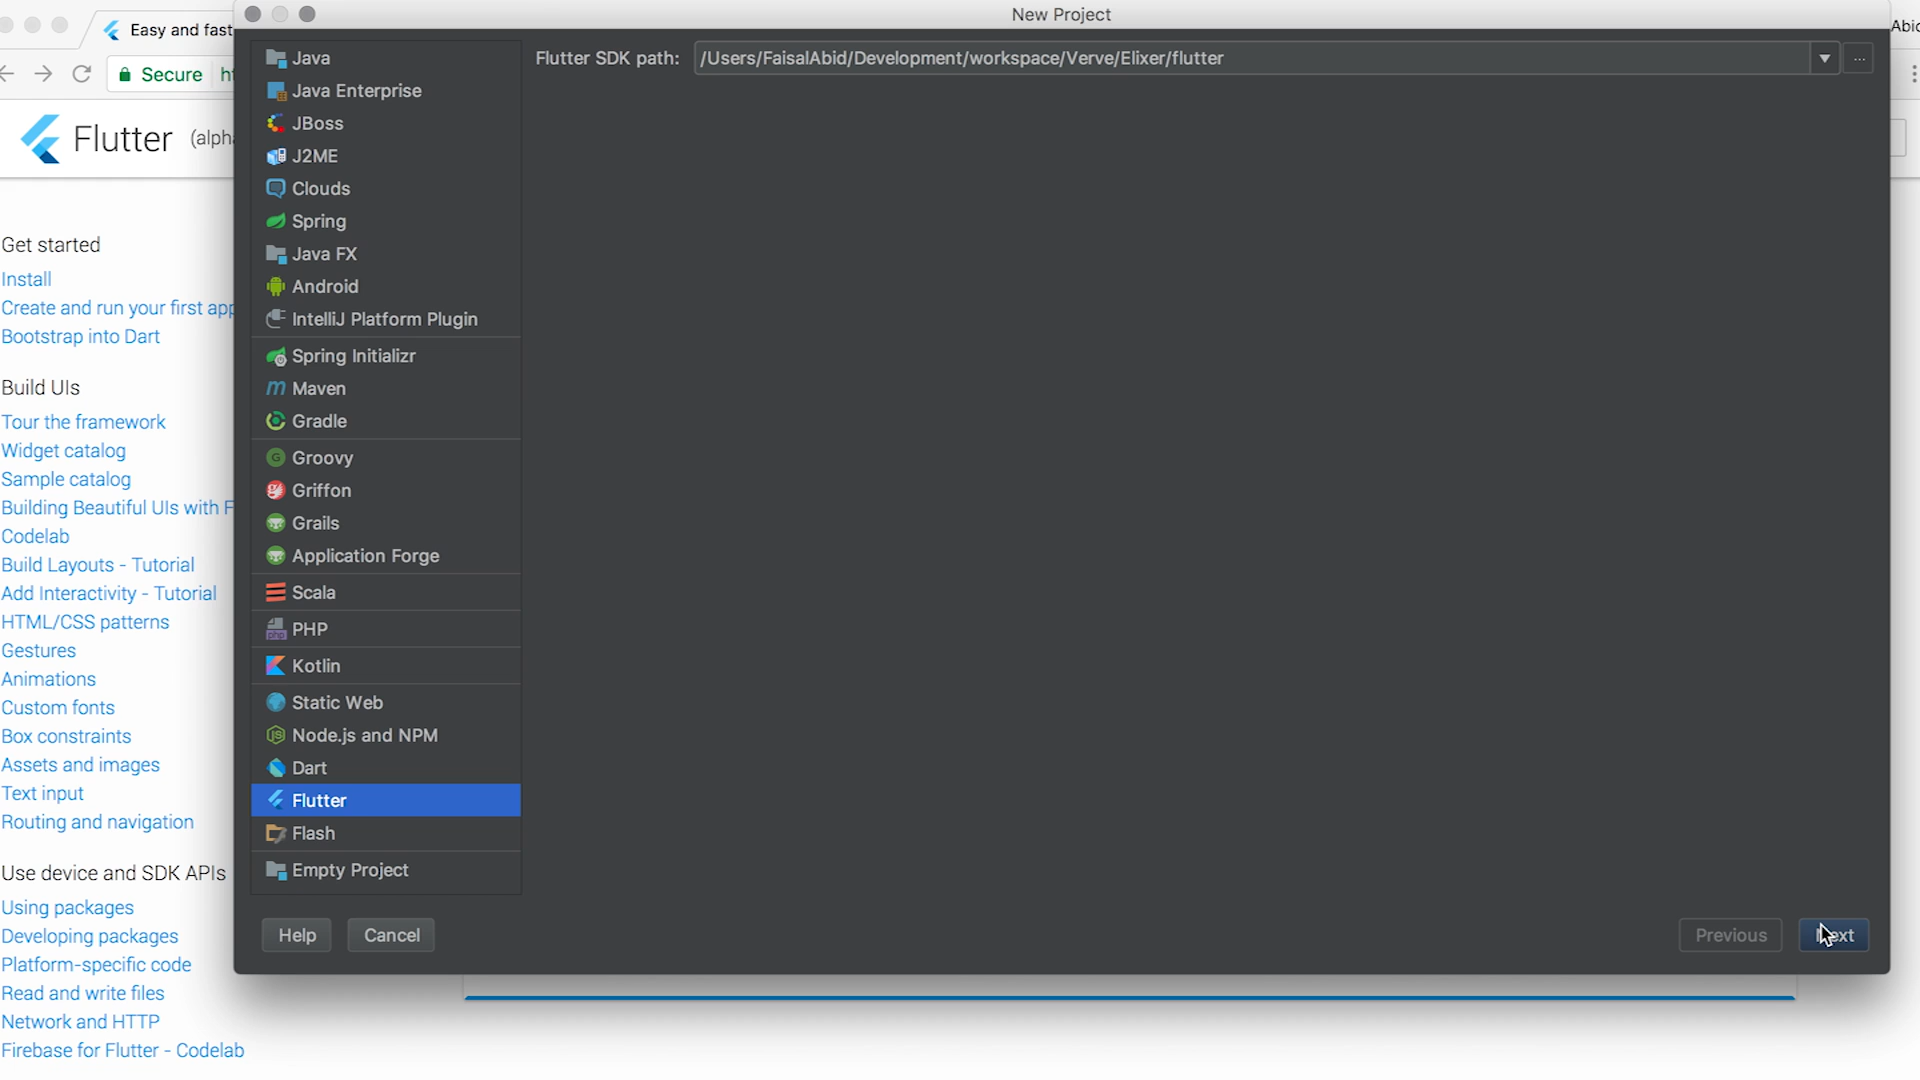 New Project
Easy and fast
Secure
Abid
Flutter
Flutter SDK path: /Users/FaisalAbid/Development/workspace/Verve/Elixer/flutter
...
Java
Java Enterprise
JBoss
J2ME
Clouds
Spring
Java FX
Android
IntelliJ Platform Plugin
Spring Initializr
Maven
Gradle
Groovy
Griffon
Grails
Application Forge
Scala
PHP
Kotlin
Static Web
Node.js and NPM
Dart
Flutter
Flash
Empty Project
Help
Cancel
Previous
Next
Get started
Install
Create and run your first app
Bootstrap into Dart
Build UIs
Tour the framework
Widget catalog
Sample catalog
Building Beautiful UIs with F
Codelab
Build Layouts - Tutorial
Add Interactivity - Tutorial
HTML/CSS patterns
Gestures
Animations
Custom fonts
Box constraints
Assets and images
Text input
Routing and navigation
Use device and SDK APIs
Using packages
Developing packages
Platform-specific code
Read and write files
Network and HTTP
Firebase for Flutter - Codelab